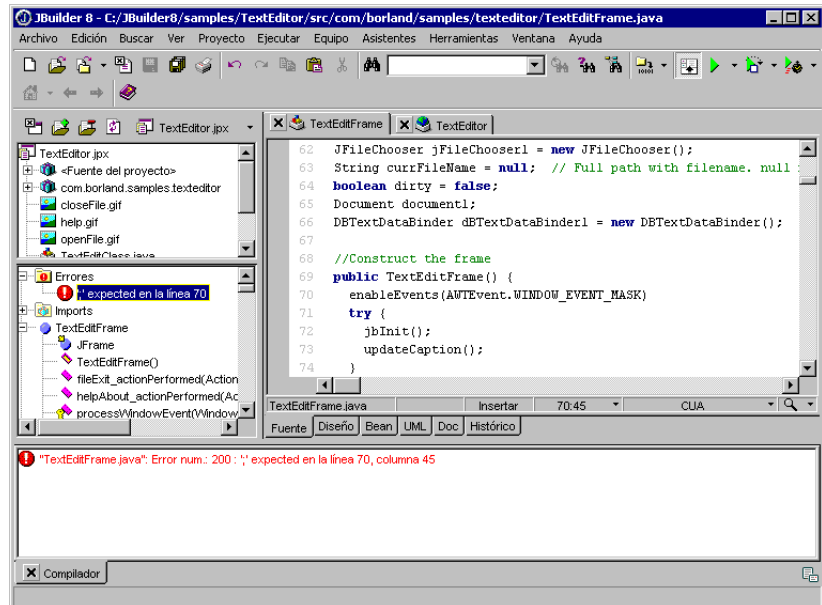 JBuilder 8 - C:/JBuilder8/samples/TextEditor/src/com/borland/samples/texteditor/TextEditFrame.java
Archivo Edición Buscar Ver Proyecto Ejecutar Equipo Asistentes Herramientas Ventana Ayuda
TextEditor.jpx
TextEditFrame TextEditor
TextEditor.jpx
<Fuente del proyecto>
com.borland.samples.texteditor
closeFile.gif
help.gif
openFile.gif
TextEditClass.java
Errores
';' expected en la línea 70
Imports
TextEditFrame
JFrame
TextEditFrame()
fileExit_actionPerformed(Action
helpAbout_actionPerformed(Ac
processWindowEvent(Window
62 JFileChooser jFileChooser1 = new JFileChooser();
63 String currFileName = null; // Full path with filename. null
64 boolean dirty = false;
65 Document document1;
66 DBTextDataBinder dBTextDataBinder1 = new DBTextDataBinder();
67
68 //Construct the frame
69 public TextEditFrame() {
70 enableEvents(AWTEvent.WINDOW_EVENT_MASK)
71 try {
72 jbInit();
73 updateCaption();
74 }
TextEditFrame.java Insertar 70:45 CUA
Fuente Diseño Bean UML Doc Histórico
"TextEditFrame.java": Error num.: 200 : ';' expected en la línea 70, columna 45
Compilador